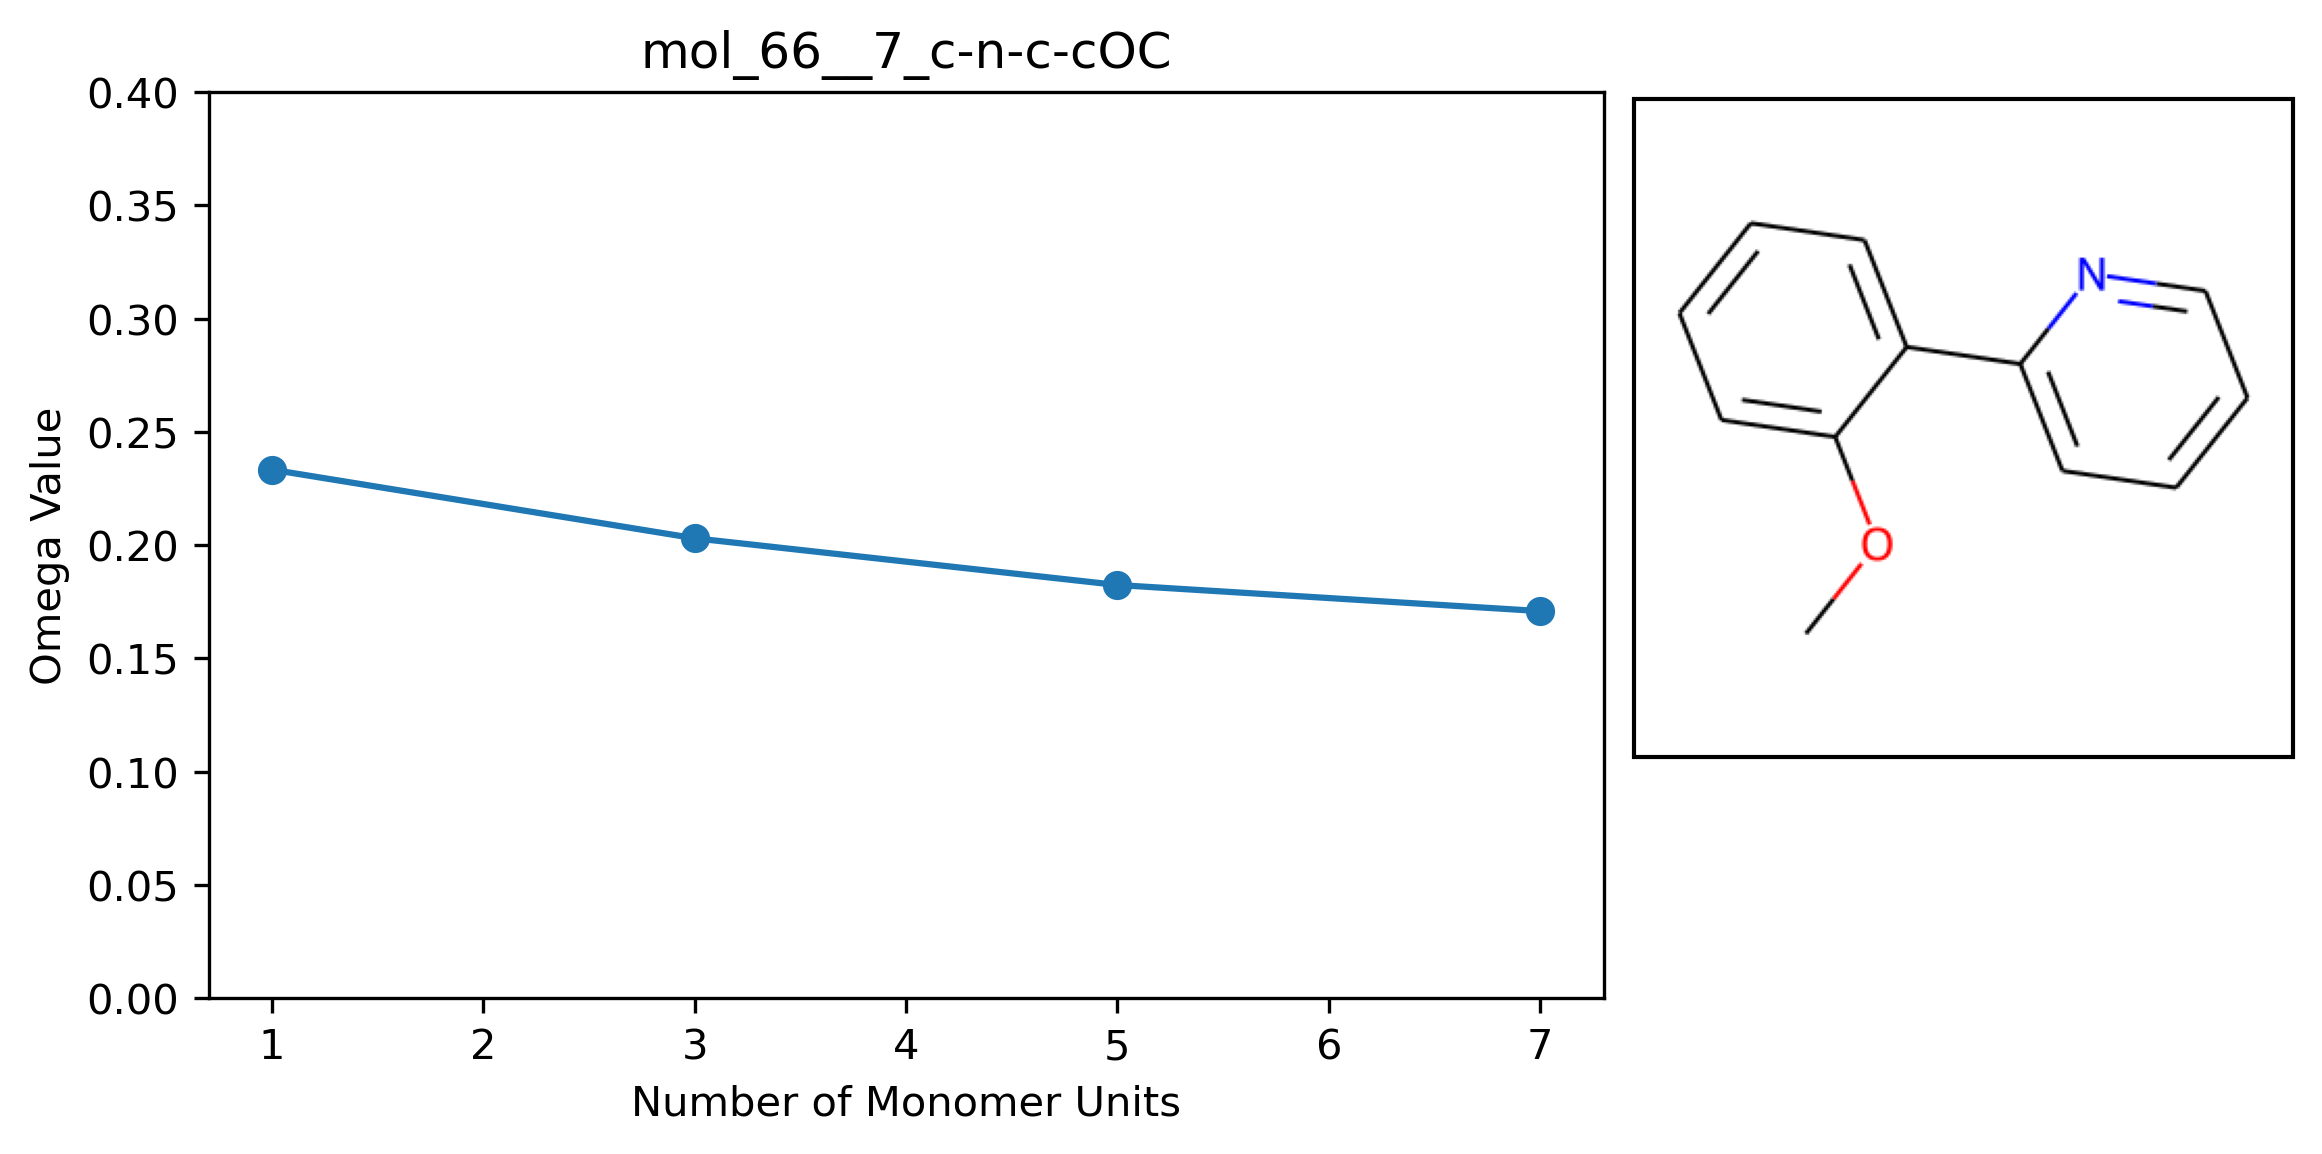 mol_66__7_c-n-c-cOC
0.40
0.35
0.30
0.25
0.20
0.15
0.10
0.05
0.00
Omega Value
1 2 3 4 5 6 7
Number of Monomer Units
N
O